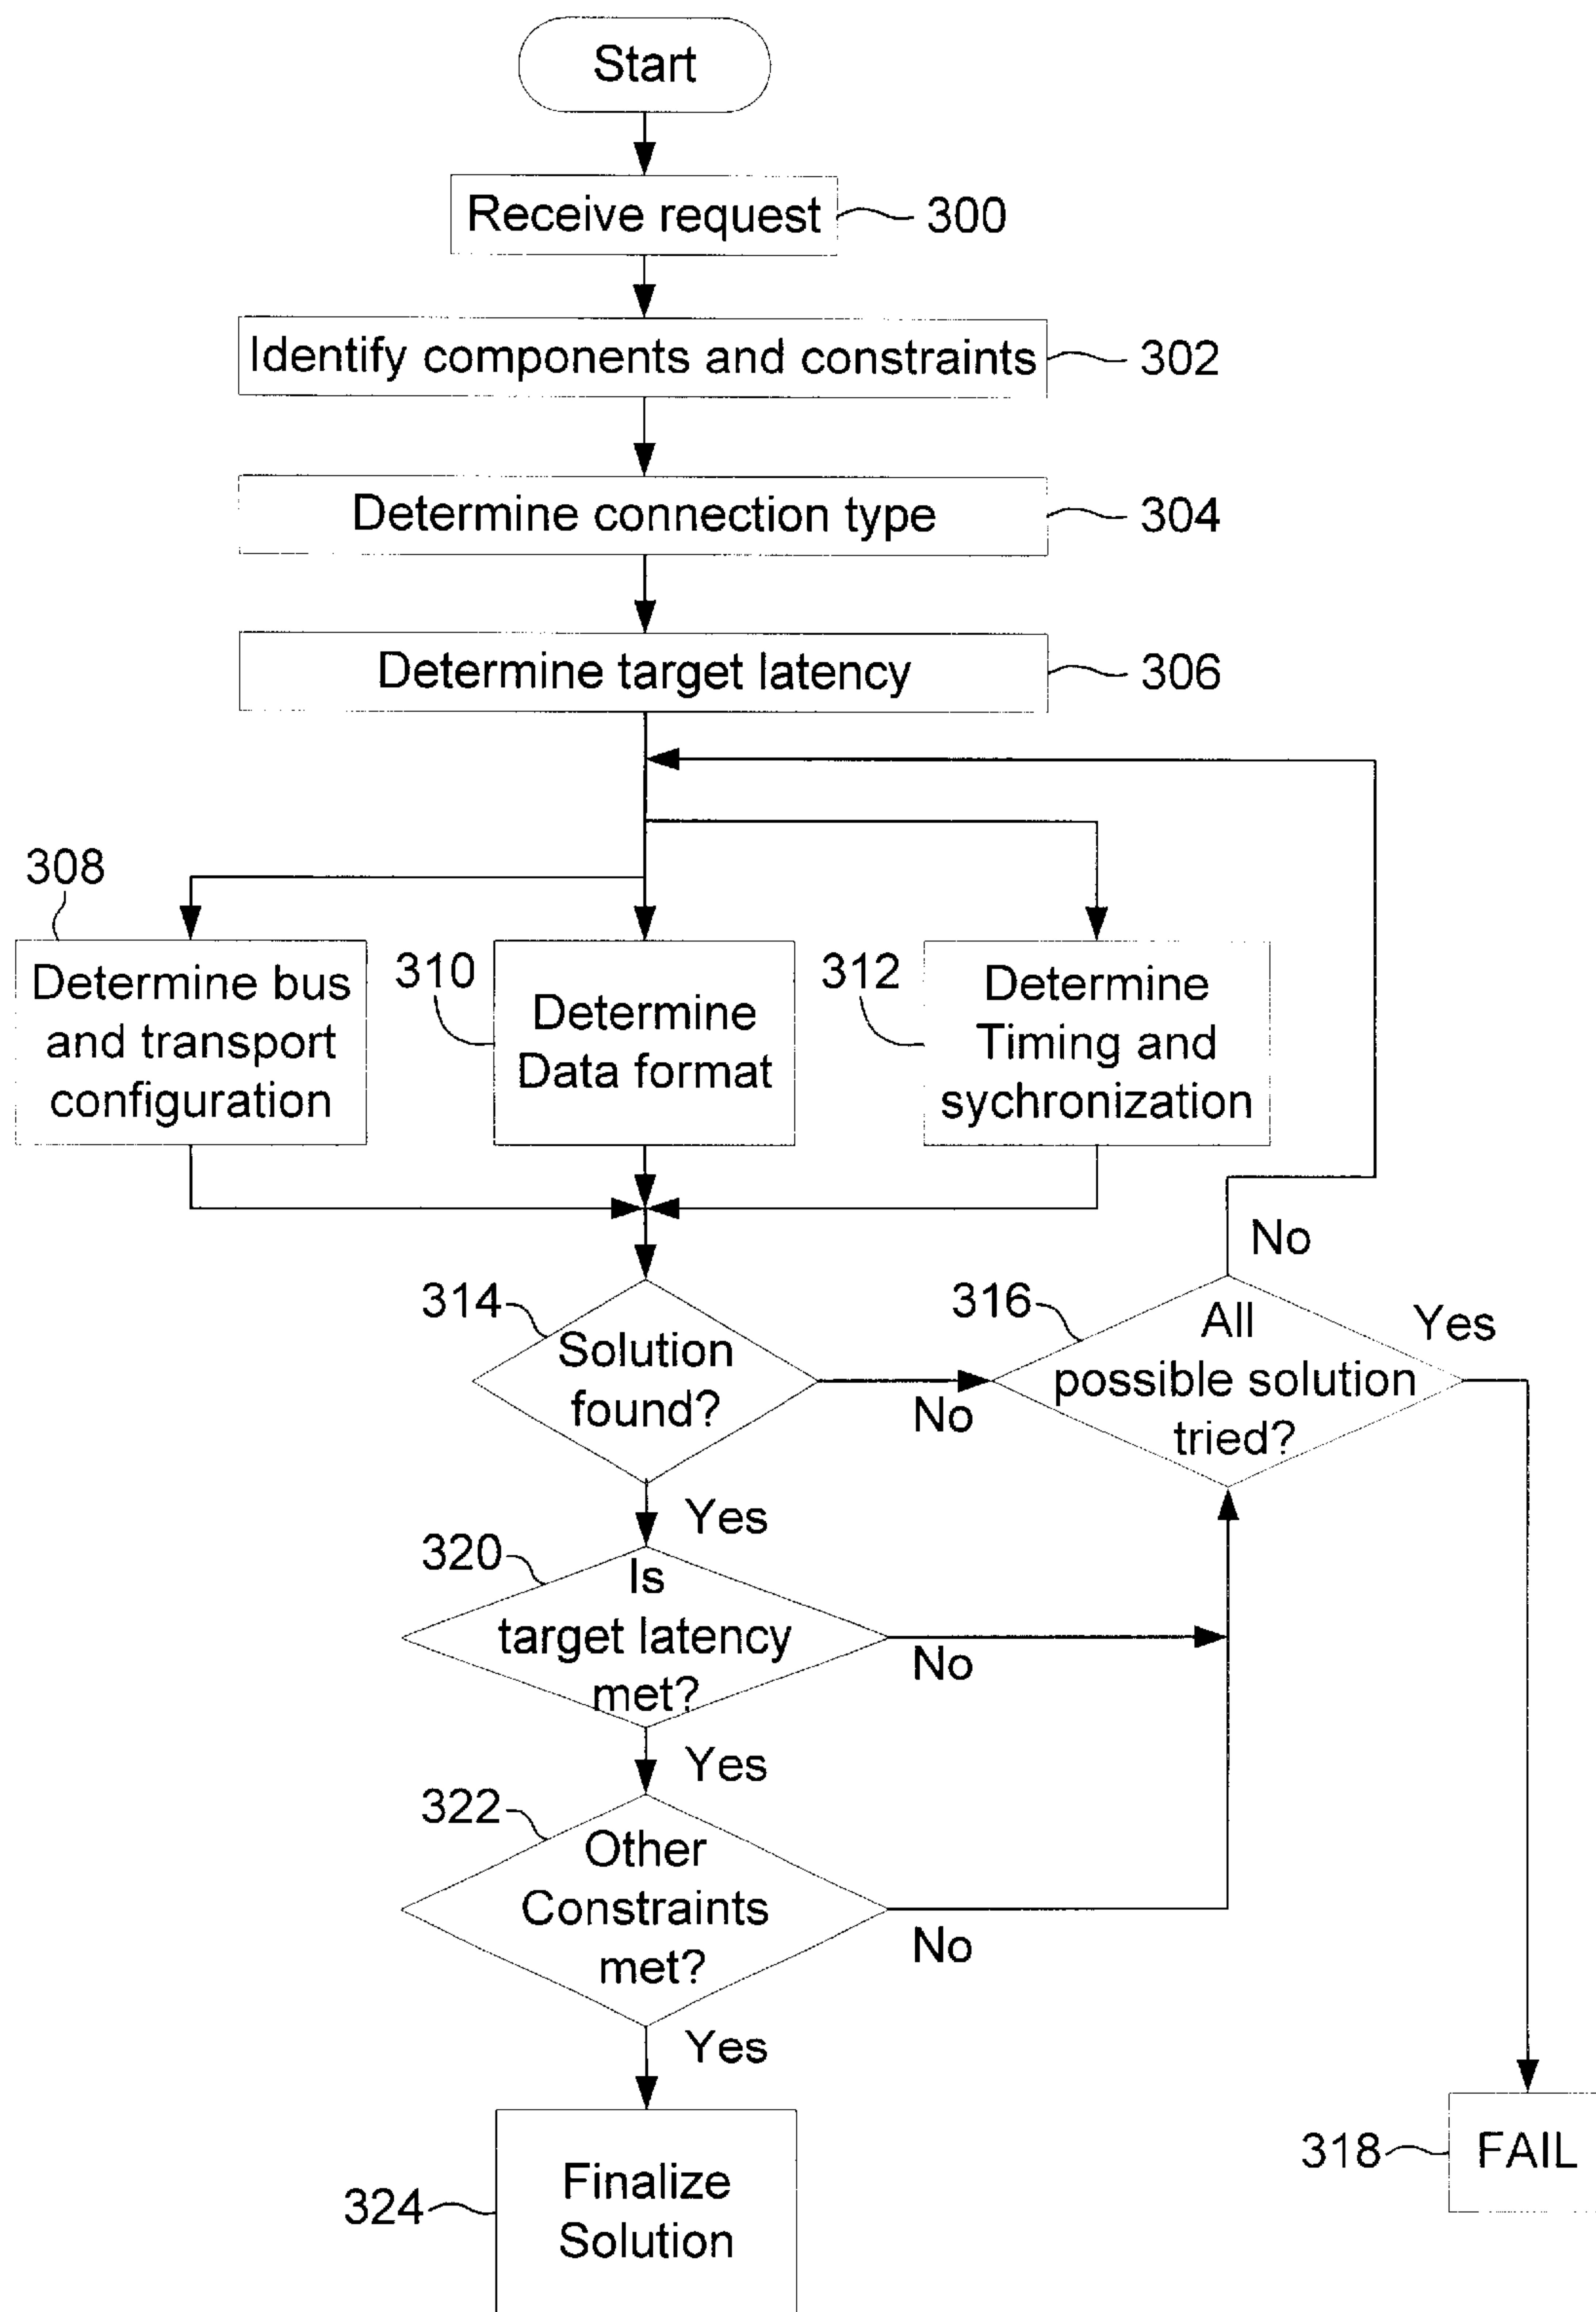 Start
Receive request
300
Identify components and constraints
302
Determine connection type
304
Determine target latency
306
308
Determine bus
and transport
configuration
310
Determine
Data format
312
Determine
Timing and
sychronization
No
314
Solution
found?
No
316
All
possible solution
tried?
Yes
Yes
320
Is
target latency
met?
No
Yes
322
Other
Constraints
met?
No
Yes
324
Finalize
Solution
318
FAIL